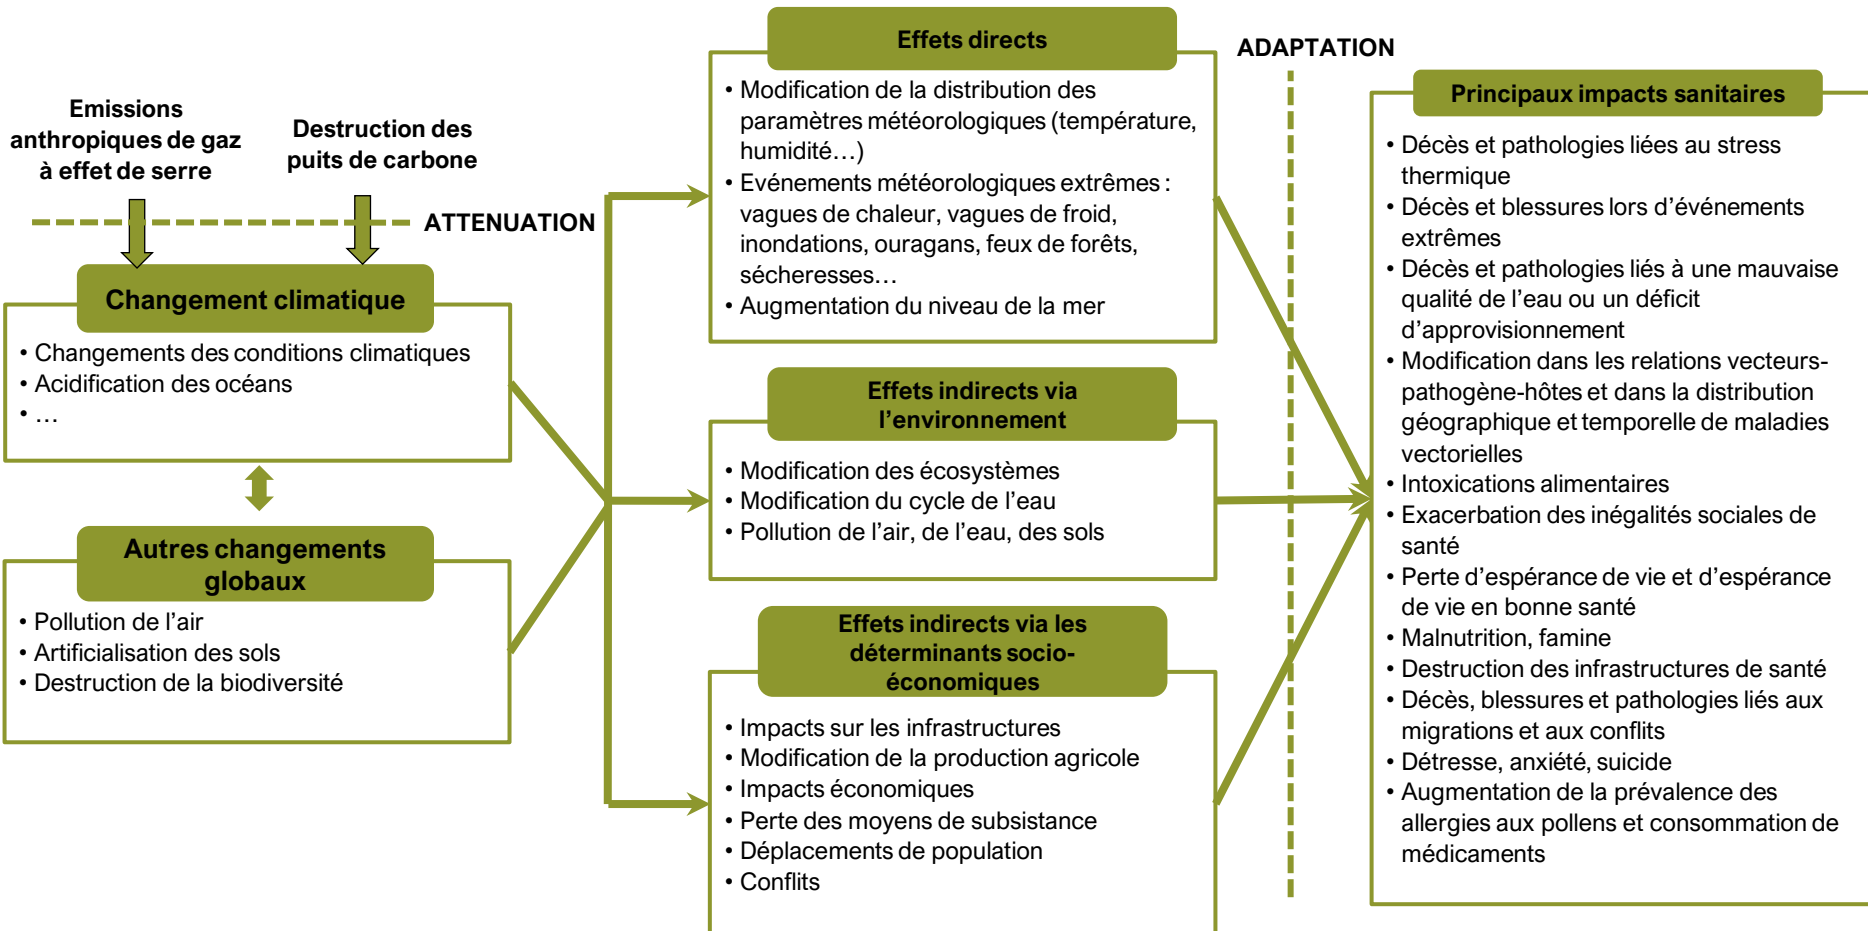 Emissions
anthropiques de gaz
à effet de serre
Destruction des
puits de carbone
ATTENUATION
Changement climatique
• Changements des conditions climatiques
• Acidification des océans
• …
Autres changements
globaux
• Pollution de l’air
• Artificialisation des sols
• Destruction de la biodiversité
Effets directs
• Modification de la distribution des
paramètres météorologiques (température,
humidité…)
• Evénements météorologiques extrêmes :
vagues de chaleur, vagues de froid,
inondations, ouragans, feux de forêts,
sécheresses…
• Augmentation du niveau de la mer
Effets indirects via
l’environnement
• Modification des écosystèmes
• Modification du cycle de l’eau
• Pollution de l’air, de l’eau, des sols
Effets indirects via les
déterminants socio-
économiques
• Impacts sur les infrastructures
• Modification de la production agricole
• Impacts économiques
• Perte des moyens de subsistance
• Déplacements de population
• Conflits
ADAPTATION
Principaux impacts sanitaires
• Décès et pathologies liées au stress
thermique
• Décès et blessures lors d’événements
extrêmes
• Décès et pathologies liés à une mauvaise
qualité de l’eau ou un déficit
d’approvisionnement
• Modification dans les relations vecteurs-
pathogène-hôtes et dans la distribution
géographique et temporelle de maladies
vectorielles
• Intoxications alimentaires
• Exacerbation des inégalités sociales de
santé
• Perte d’espérance de vie et d’espérance
de vie en bonne santé
• Malnutrition, famine
• Destruction des infrastructures de santé
• Décès, blessures et pathologies liés aux
migrations et aux conflits
• Détresse, anxiété, suicide
• Augmentation de la prévalence des
allergies aux pollens et consommation de
médicaments